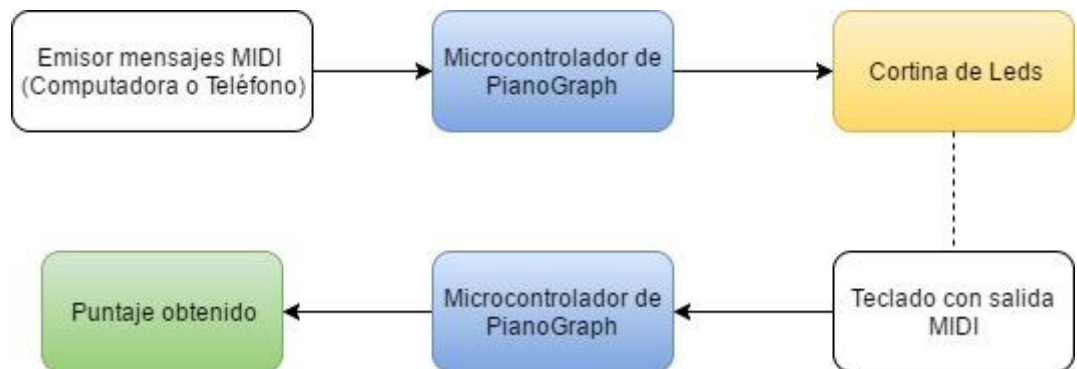 Emisor mensajes MIDI
(Computadora o Teléfono)
Microcontrolador de
PianoGraph
Cortina de Leds
Puntaje obtenido
Microcontrolador de
PianoGraph
Teclado con salida
MIDI